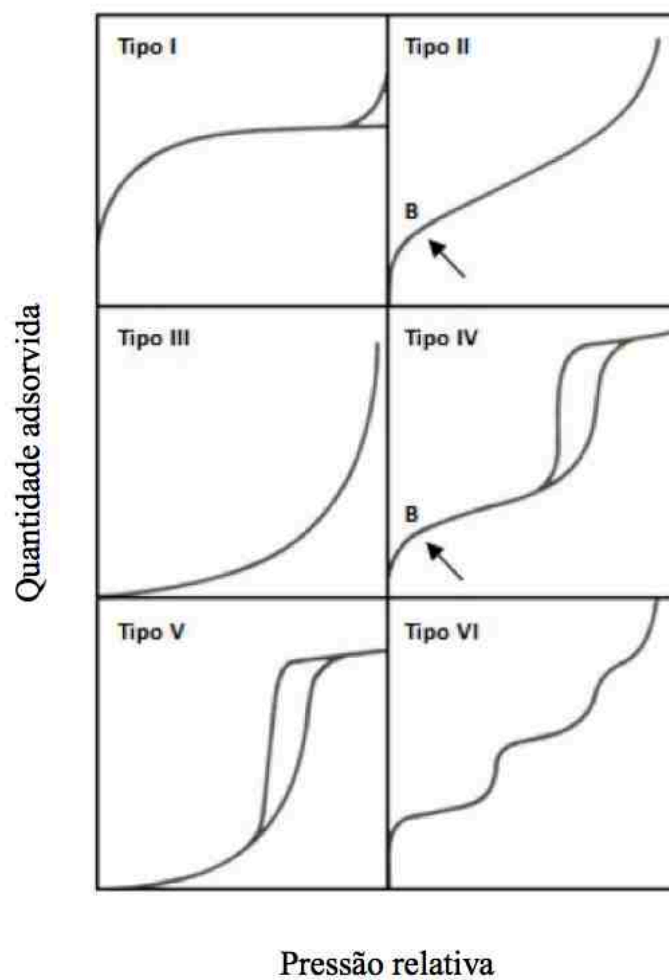 Tipo I
Tipo II
B
Tipo III
Tipo IV
B
Tipo V
Tipo VI
Quantidade adsorvida
Pressão relativa